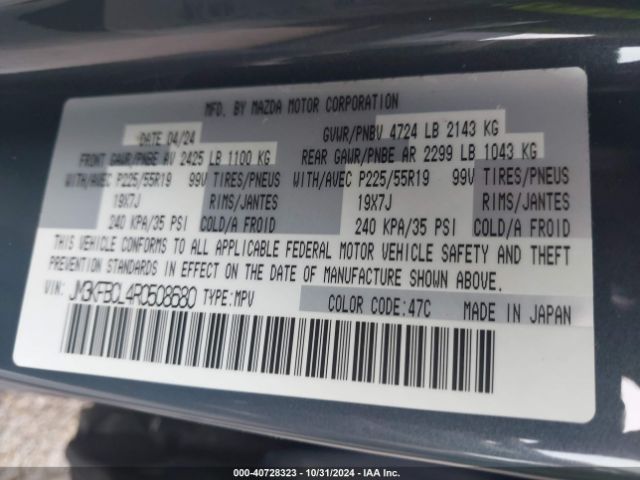 MFD. BY MAZDA MOTOR CORPORATION
DATE 04/24 GVWR/PNBV 4724 LB 2143 KG
FRONT GAWR/PNBE AV 2425 LB 1100 KG REAR GAWR/PNBE AR 2299 LB 1043 KG
WITH/AVEC P225/55R19 99V TIRES/PNEUS WITH/AVEC P225/55R19 99V TIRES/PNEUS
19X7J RIMS/JANTES 19X7J RIMS/JANTES
240 KPA/35 PSI COLD/A FROID 240 KPA/35 PSI COLD/A FROID
THIS VEHICLE CONFORMS TO ALL APPLICABLE FEDERAL MOTOR VEHICLE SAFETY AND THEFT
PREVENTION STANDARDS IN EFFECT ON THE DATE OF MANUFACTURE SHOWN ABOVE.
VIN: JM3KFBCL4R0508680 TYPE:MPV COLOR CODE:47C MADE IN JAPAN
000-40728323 - 10/31/2024 - IAA Inc.